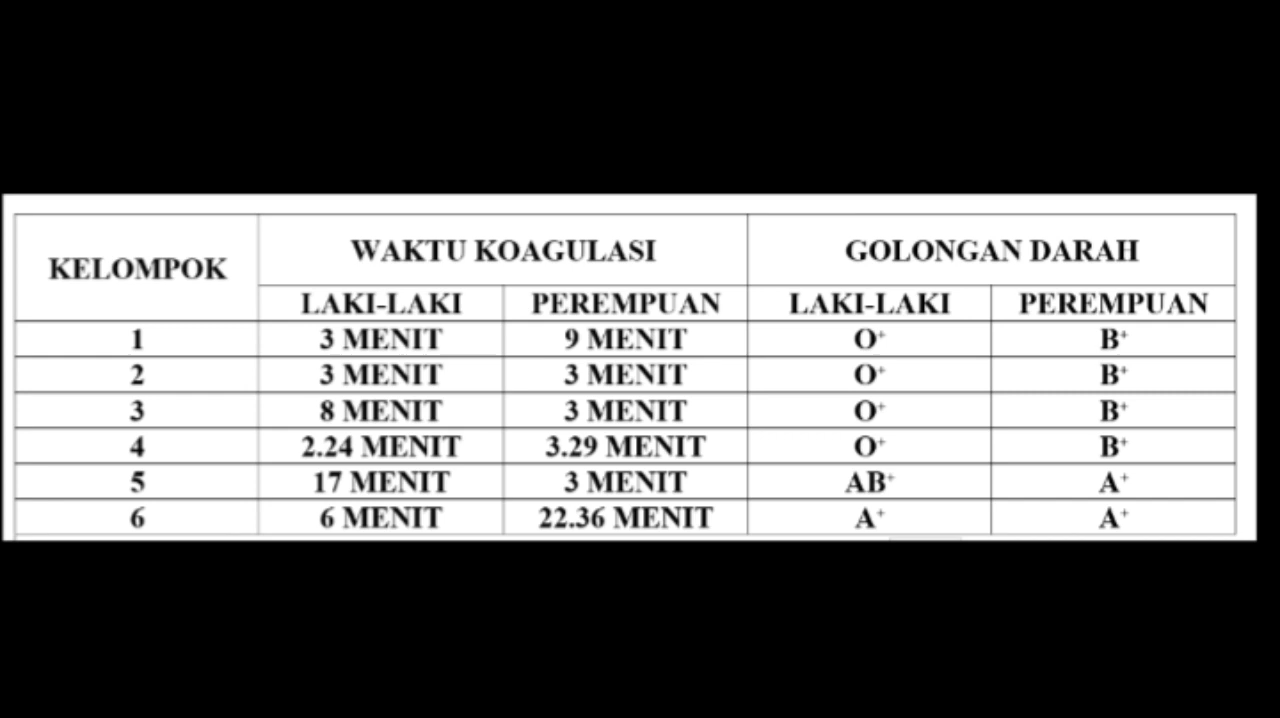 KELOMPOK WAKTU KOAGULASI GOLONGAN DARAH
LAKI-LAKI PEREMPUAN LAKI-LAKI PEREMPUAN
1 3 MENIT 9 MENIT O⁺ B⁺
2 3 MENIT 3 MENIT O⁺ B⁺
3 8 MENIT 3 MENIT O⁺ B⁺
4 2.24 MENIT 3.29 MENIT O⁺ B⁺
5 17 MENIT 3 MENIT AB⁺ A⁺
6 6 MENIT 22.36 MENIT A⁺ A⁺